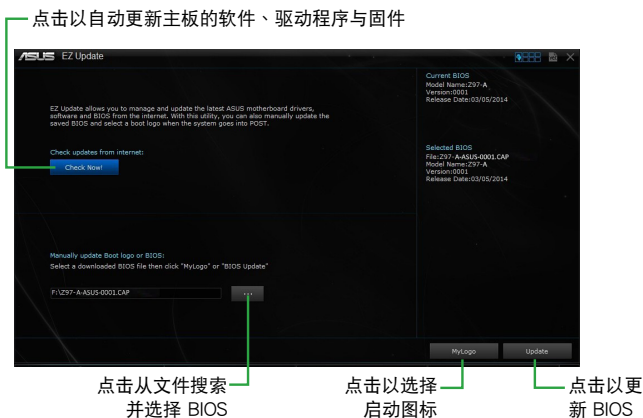 点击以自动更新主板的软件、驱动程序与固件
ASUS EZ Update
Current BIOS
Model Name:Z97-A
Version:0001
Release Date:03/05/2014
EZ Update allows you to manage and update the latest ASUS motherboard drivers,
software and BIOS from the internet. With this utility, you can also manually update the
saved BIOS and select a boot logo when the system goes into POST.
Check updates from internet:
Check Now!
Selected BIOS
File:Z97-A-ASUS-0001.CAP
Model Name:Z97-A
Version:0001
Release Date:03/05/2014
Manually update Boot logo or BIOS:
Select a downloaded BIOS file then click "MyLogo" or "BIOS Update"
F:\Z97-A-ASUS-0001.CAP
...
MyLogo
Update
点击从文件搜索
并选择 BIOS
点击以选择
启动图标
点击以更
新 BIOS